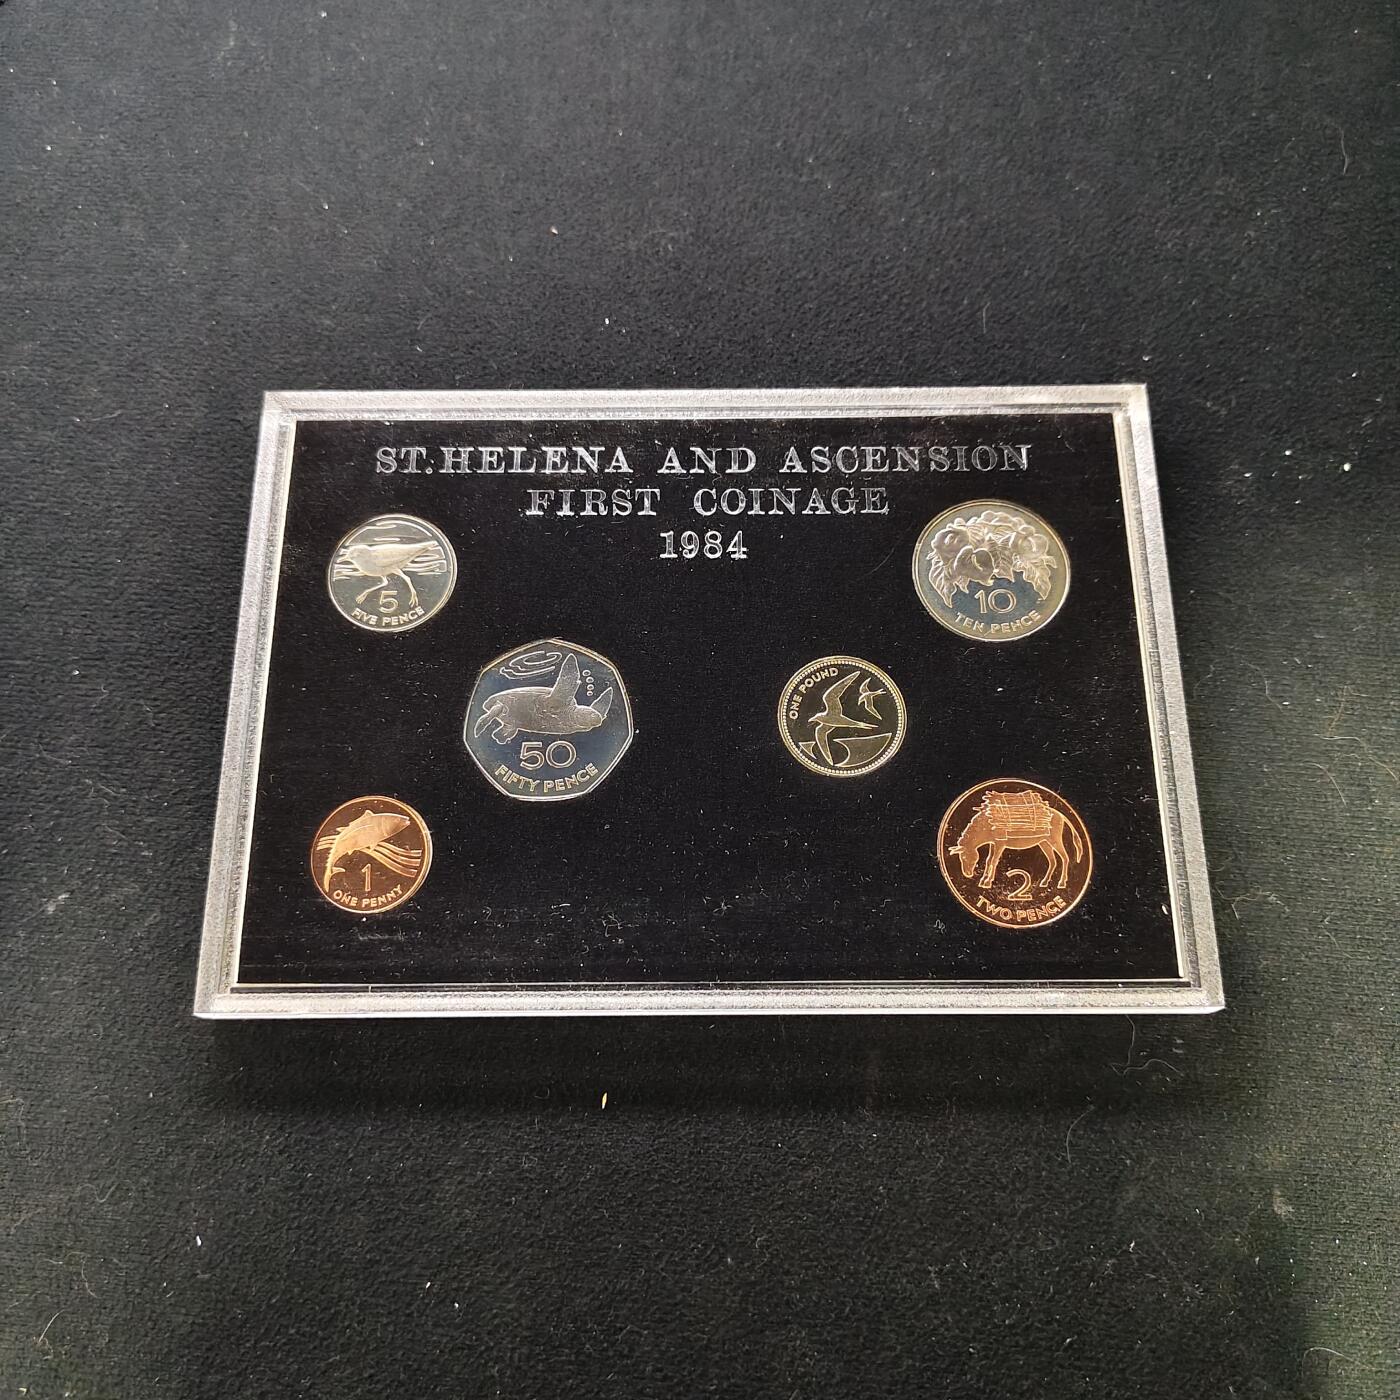 ST. HELENA AND ASCENSION
FIRST COINAGE
1984
5
FIVE PENCE
10
TEN PENCE
50
FIFTY PENCE
ONE POUND
1
ONE PENNY
2
TWO PENCE